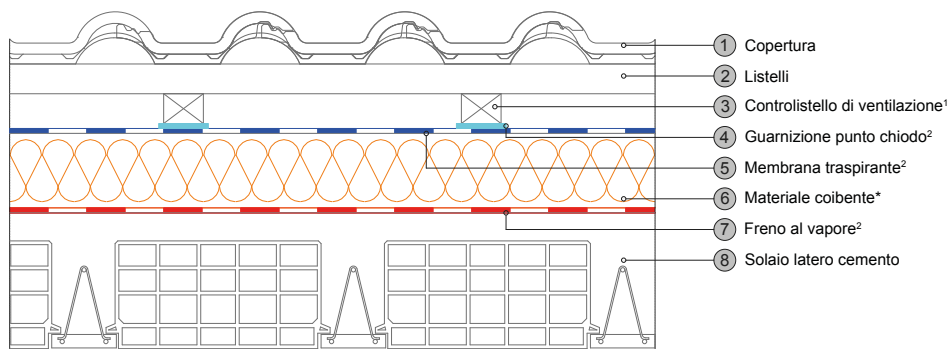 1 Copertura
2 Listelli
3 Controlistello di ventilazione¹
4 Guarnizione punto chiodo²
5 Membrana traspirante²
6 Materiale coibente*
7 Freno al vapore²
8 Solaio latero cemento